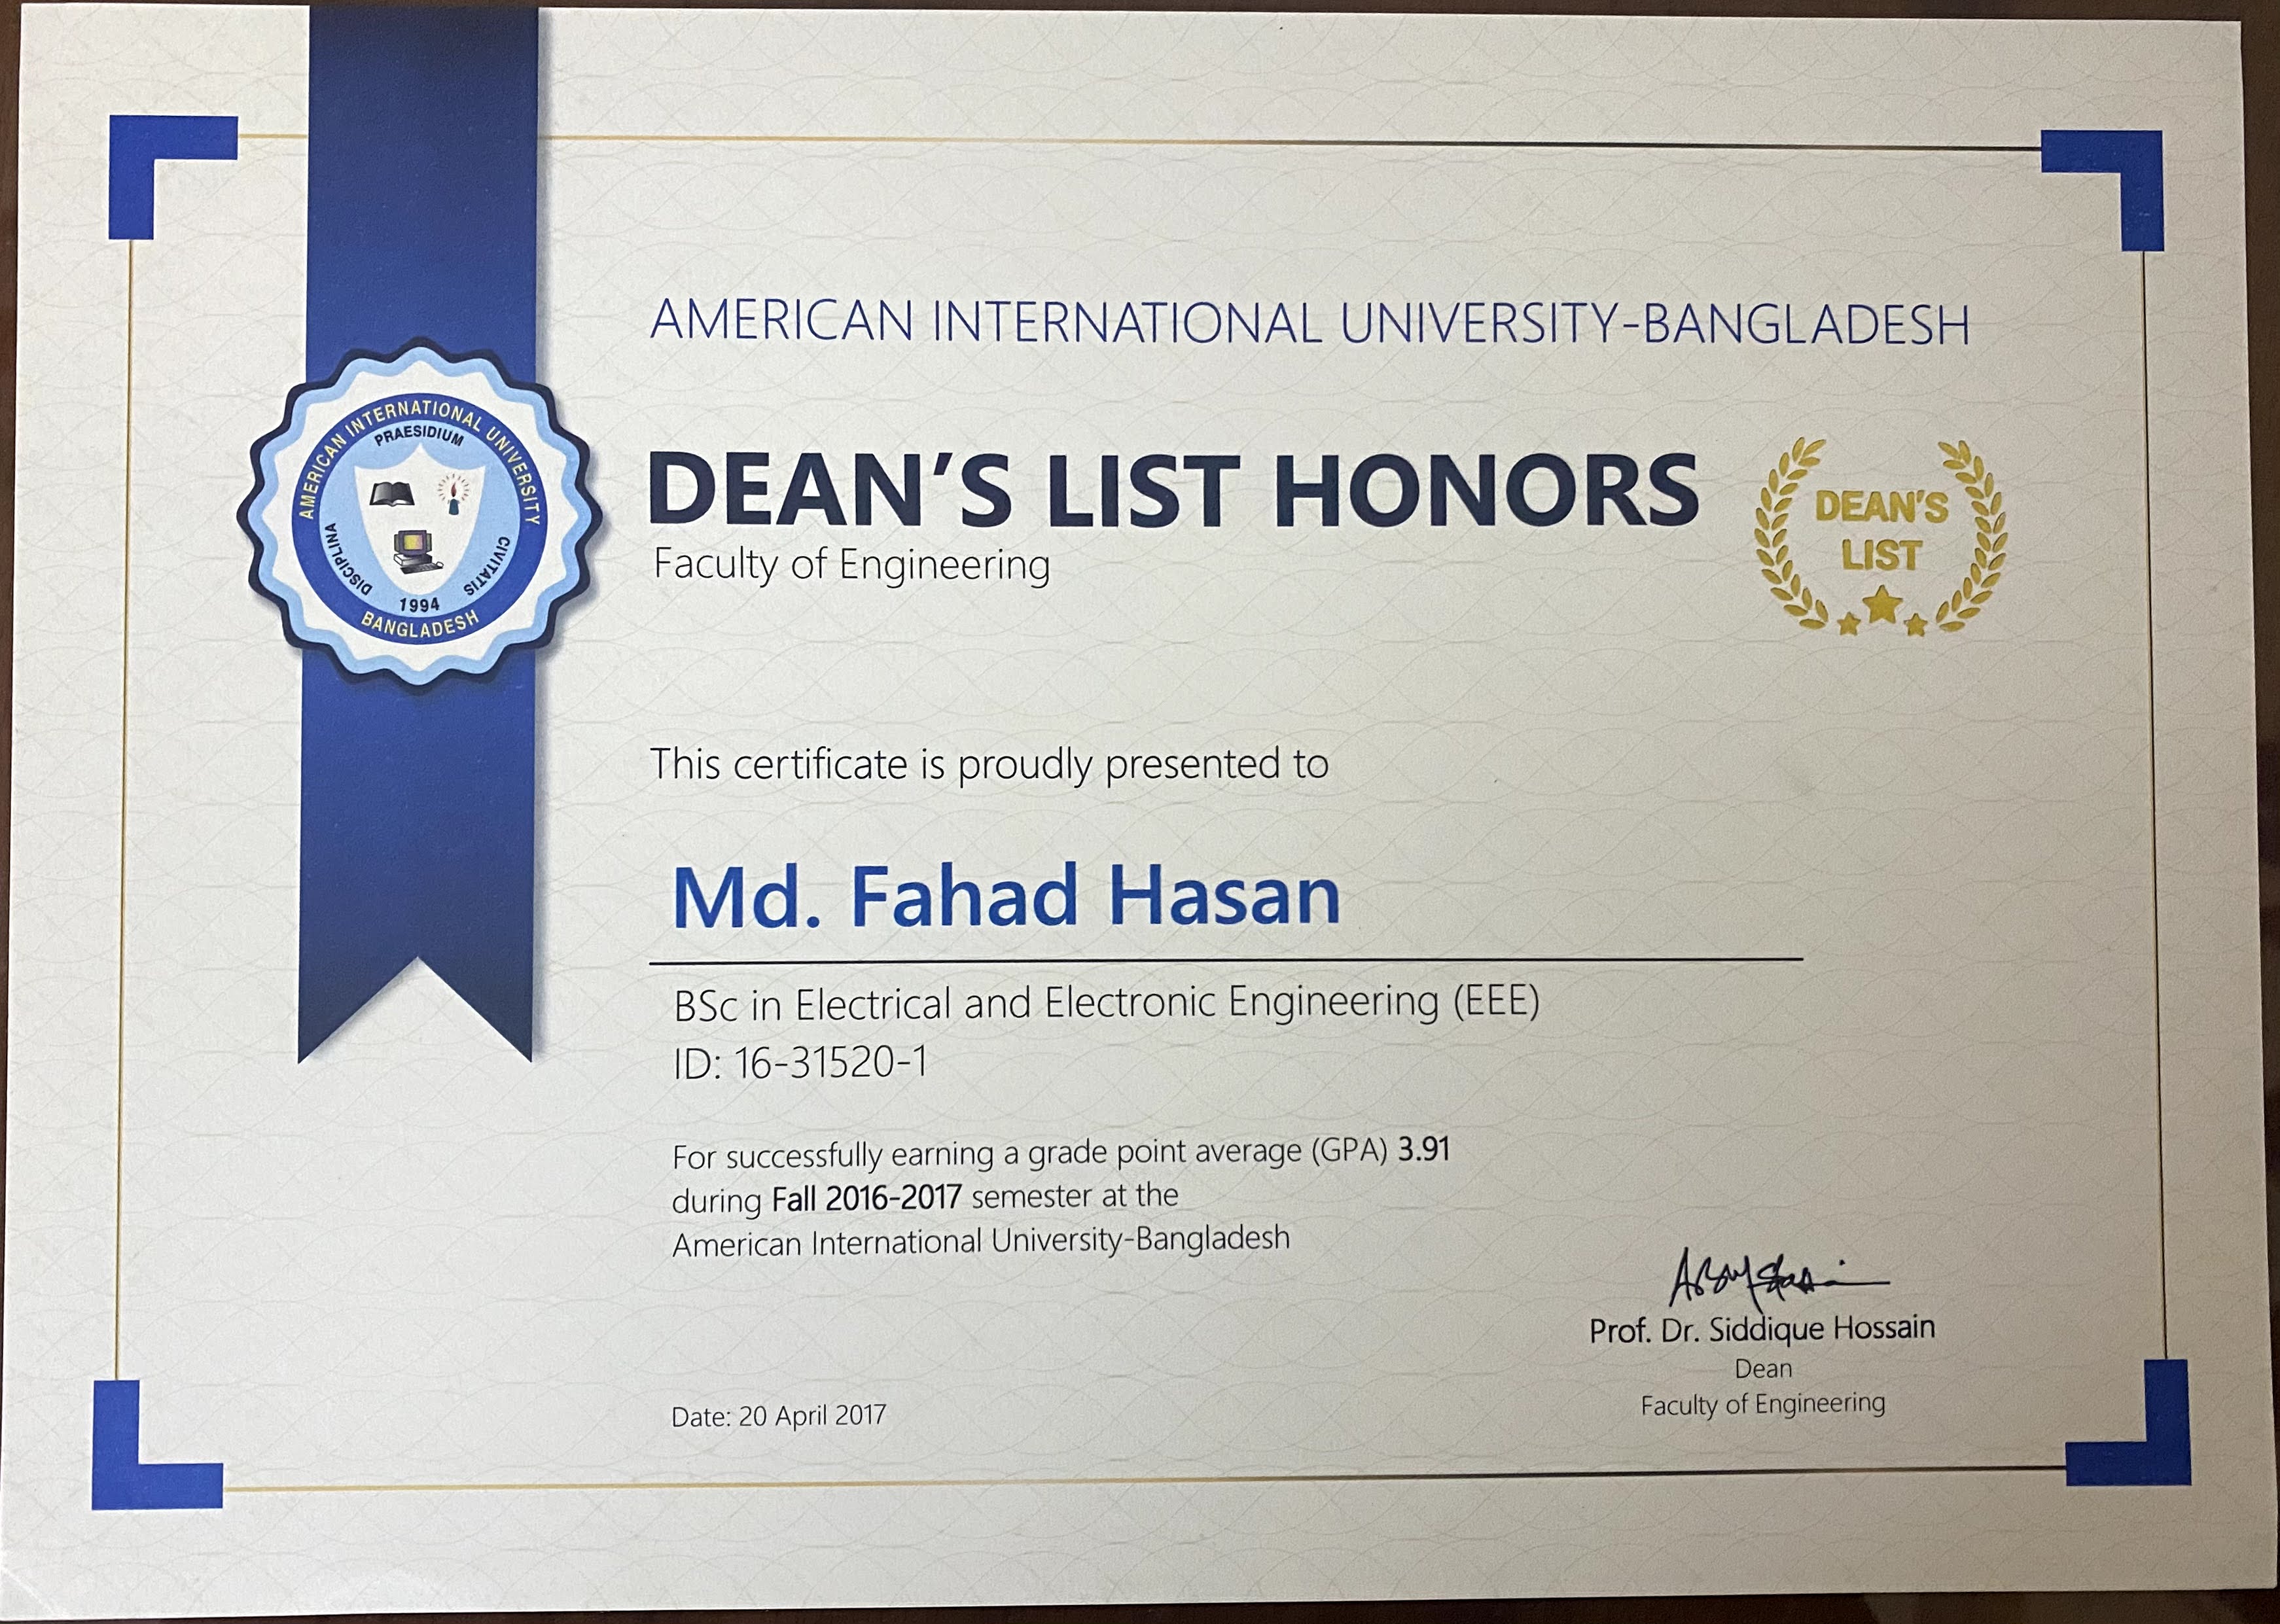 AMERICAN INTERNATIONAL UNIVERSITY-BANGLADESH
AMERICAN INTERNATIONAL UNIVERSITY
PRAESIDIUM
DISCIPLINA
CIVITATIS
1994
BANGLADESH
DEAN'S LIST HONORS
Faculty of Engineering
DEAN'S
LIST
This certificate is proudly presented to
Md. Fahad Hasan
BSc in Electrical and Electronic Engineering (EEE)
ID: 16-31520-1
For successfully earning a grade point average (GPA) 3.91
during Fall 2016-2017 semester at the
American International University-Bangladesh
Prof. Dr. Siddique Hossain
Dean
Faculty of Engineering
Date: 20 April 2017